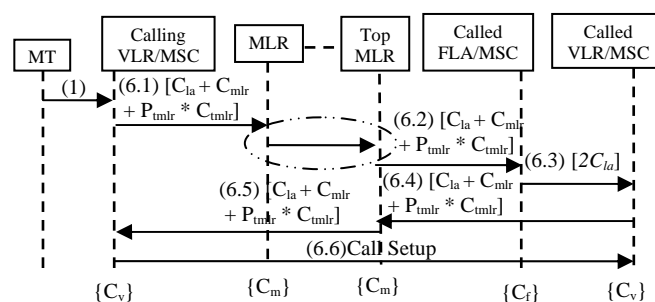 MT
Calling
VLR/MSC
MLR
Top
MLR
Called
FLA/MSC
Called
VLR/MSC
(1)
(6.1) [C_la + C_mlr
+ P_tmlr * C_tmlr]
(6.2) [C_la + C_mlr
+ P_tmlr * C_tmlr]
(6.3) [2C_la]
(6.4) [C_la + C_mlr
+ P_tmlr * C_tmlr]
(6.5) [C_la + C_mlr
+ P_tmlr * C_tmlr]
(6.6)Call Setup
{C_v}
{C_m}
{C_m}
{C_f}
{C_v}